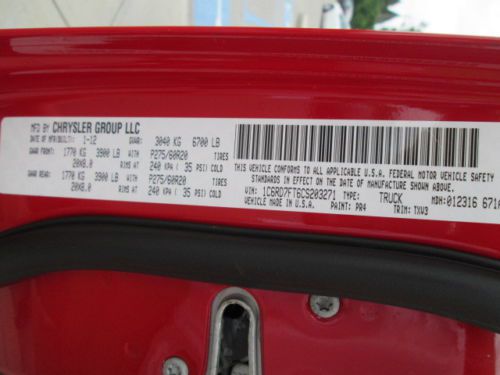 MFD BY CHRYSLER GROUP LLC
DATE OF MFR(BUILT): 1-12 GVWR: 3040 KG 6700 LB
GAWR FRONT: 1770 KG 3900 LB WITH P275/60R20 TIRES
20X8.0 RIMS AT 240 KPA ( 35 PSI) COLD
GAWR REAR: 1770 KG 3900 LB WITH P275/60R20 TIRES
20X8.0 RIMS AT 240 KPA ( 35 PSI) COLD
THIS VEHICLE CONFORMS TO ALL APPLICABLE U.S.A. FEDERAL MOTOR VEHICLE SAFETY
STANDARDS IN EFFECT ON THE DATE OF MANUFACTURE SHOWN ABOVE.
VIN: 1C6RD7FT6CS203271 TYPE: TRUCK MDH: 012316 671
VEHICLE MADE IN U.S.A. PAINT: PR4 TRIM: TXW3